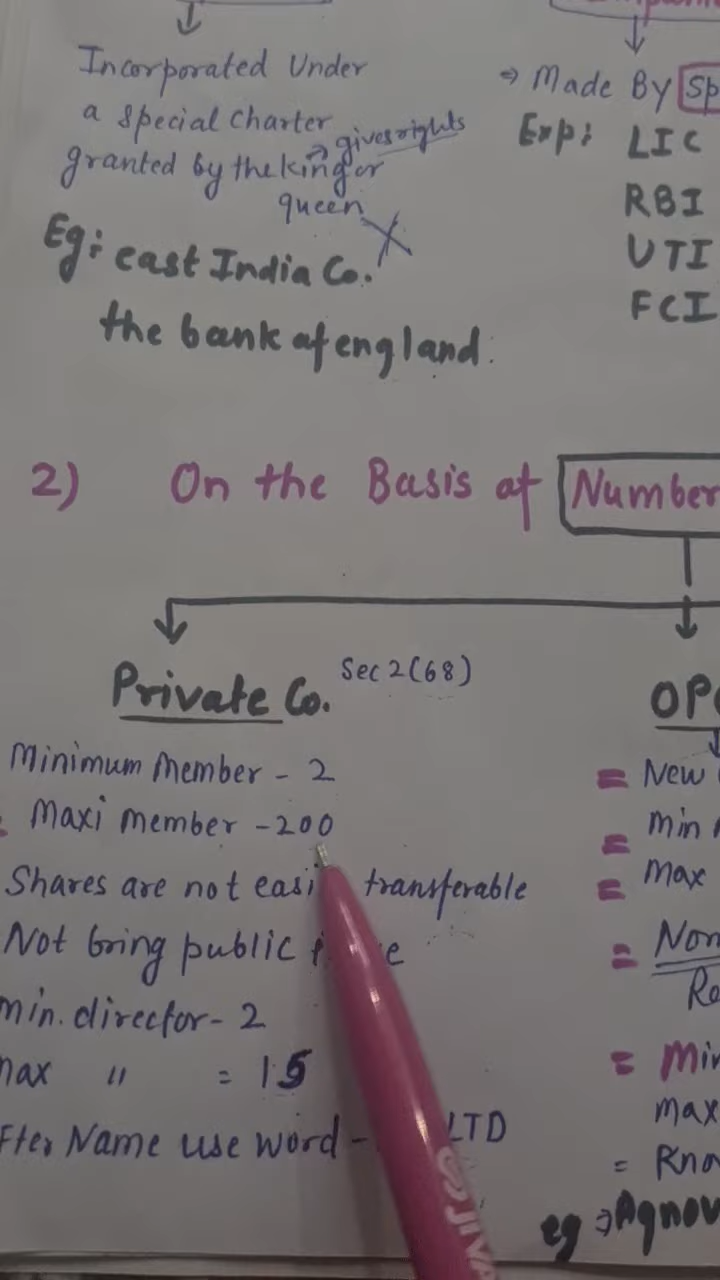 Incorporated Under
a special charter
→ gives rights
granted by the king or
queen
Eg: east India Co.
the bank of england.
⇒ Made By Sp
Exp: LIC
RBI
UTI
FCI
2) On the Basis of Number
Private Co. Sec 2(68)
Minimum Member - 2
Maxi member - 200
Shares are not easi transferable
Not bring public
min. director - 2
max " = 15
After Name use word - LTD
OPC
= New
= min
= max
= Non
= Min
max
eg ⇒
JIVA